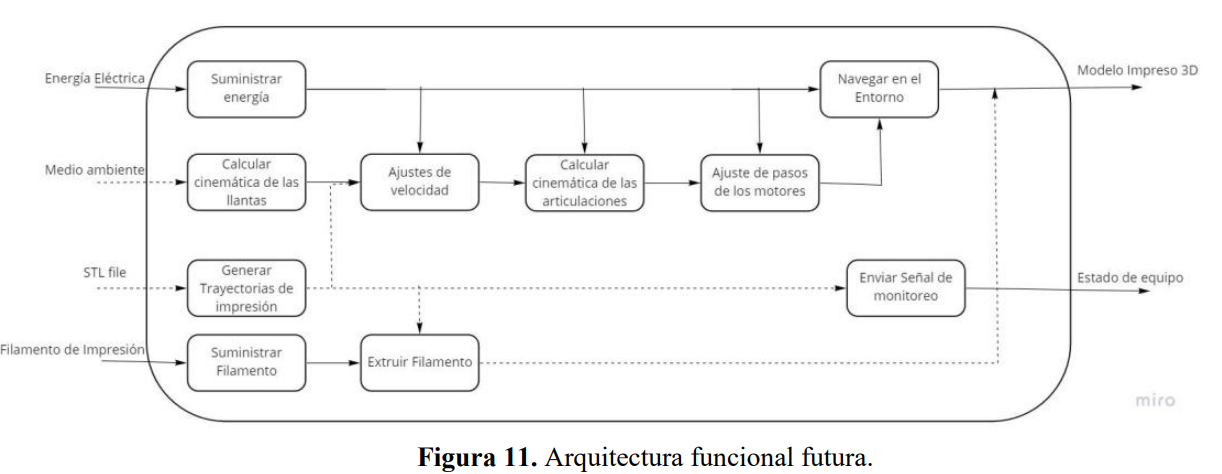 Energía Eléctrica
Suministrar
energía
Navegar en el
Entorno
Modelo Impreso 3D
Medio ambiente
Calcular
cinemática de las
llantas
Ajustes de
velocidad
Calcular
cinemática de las
articulaciones
Ajuste de pasos
de los motores
STL file
Generar
Trayectorias de
impresión
Enviar Señal de
monitoreo
Estado de equipo
Filamento de Impresión
Suministrar
Filamento
Extruir Filamento
miro
Figura 11. Arquitectura funcional futura.